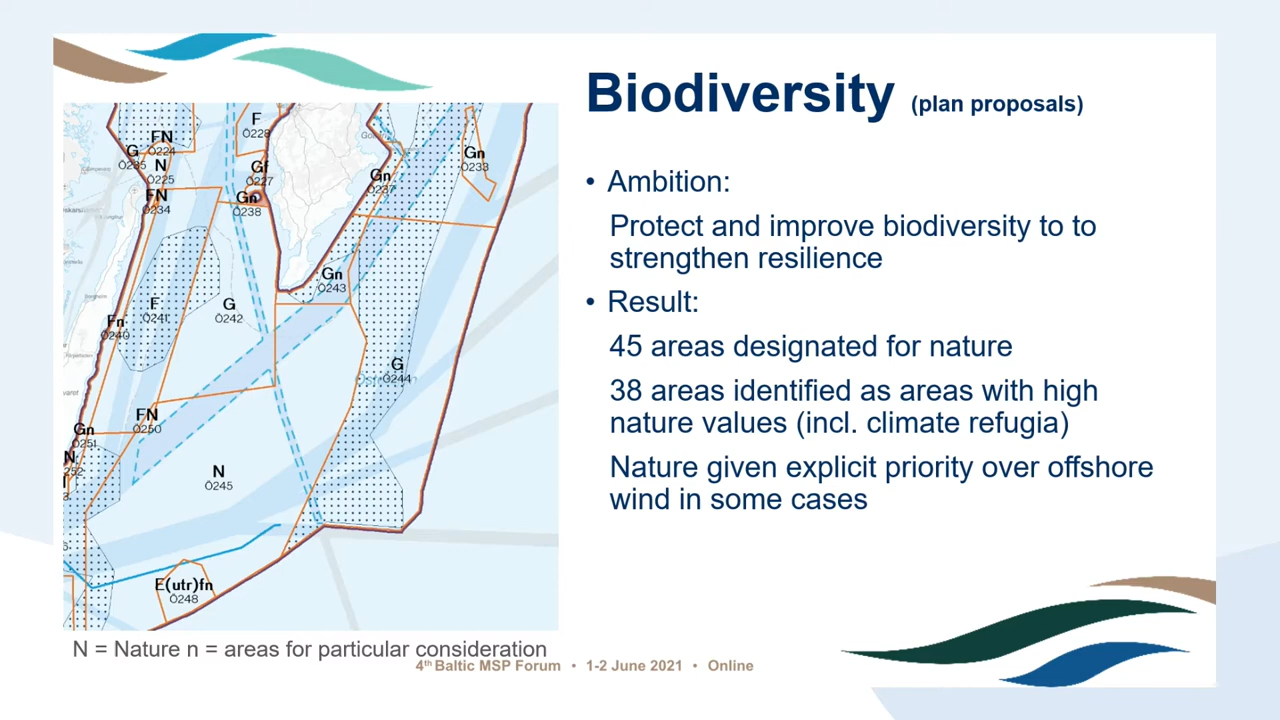 Biodiversity (plan proposals)
• Ambition:
Protect and improve biodiversity to to
strengthen resilience
• Result:
45 areas designated for nature
38 areas identified as areas with high
nature values (incl. climate refugia)
Nature given explicit priority over offshore
wind in some cases
F
Ö228
FN
Ö224
G
Ö235
N
Ö225
FN
Ö234
Gf
Ö227
Gn
Ö238
Gn
Ö237
Gn
Ö233
Gn
Ö243
F
Ö241
G
Ö242
Fn
Ö240
G
Ö244
FN
Ö250
Gn
Ö251
N
252
N
Ö245
E(utr)fn
Ö248
N = Nature n = areas for particular consideration
4th Baltic MSP Forum • 1-2 June 2021 • Online